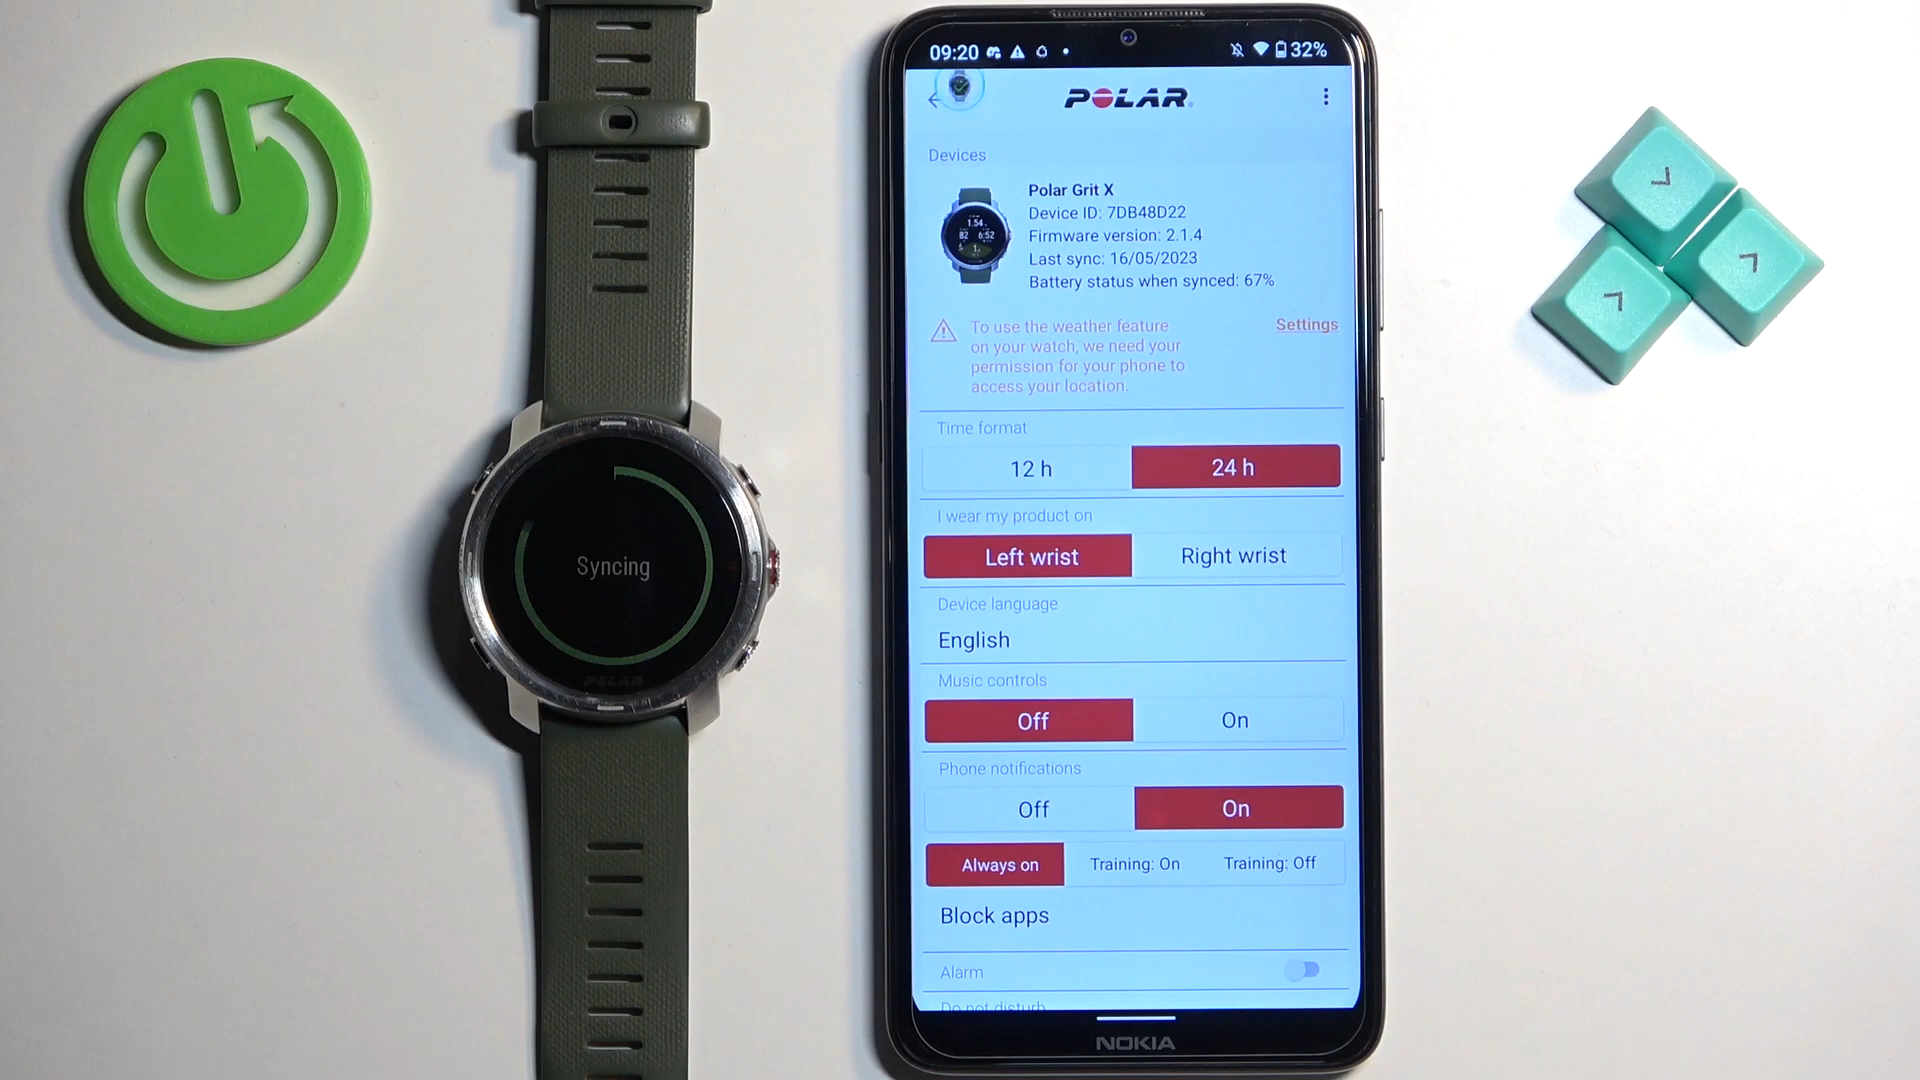 09:20
32%
POLAR
Devices
Polar Grit X
Device ID: 7DB48D22
Firmware version: 2.1.4
Last sync: 16/05/2023
Battery status when synced: 67%
To use the weather feature
on your watch, we need your
permission for your phone to
access your location.
Settings
Time format
12 h
24 h
I wear my product on
Left wrist
Right wrist
Device language
English
Music controls
Off
On
Phone notifications
Off
On
Always on
Training: On
Training: Off
Block apps
Alarm
Do not disturb
NOKIA
Syncing
POLAR